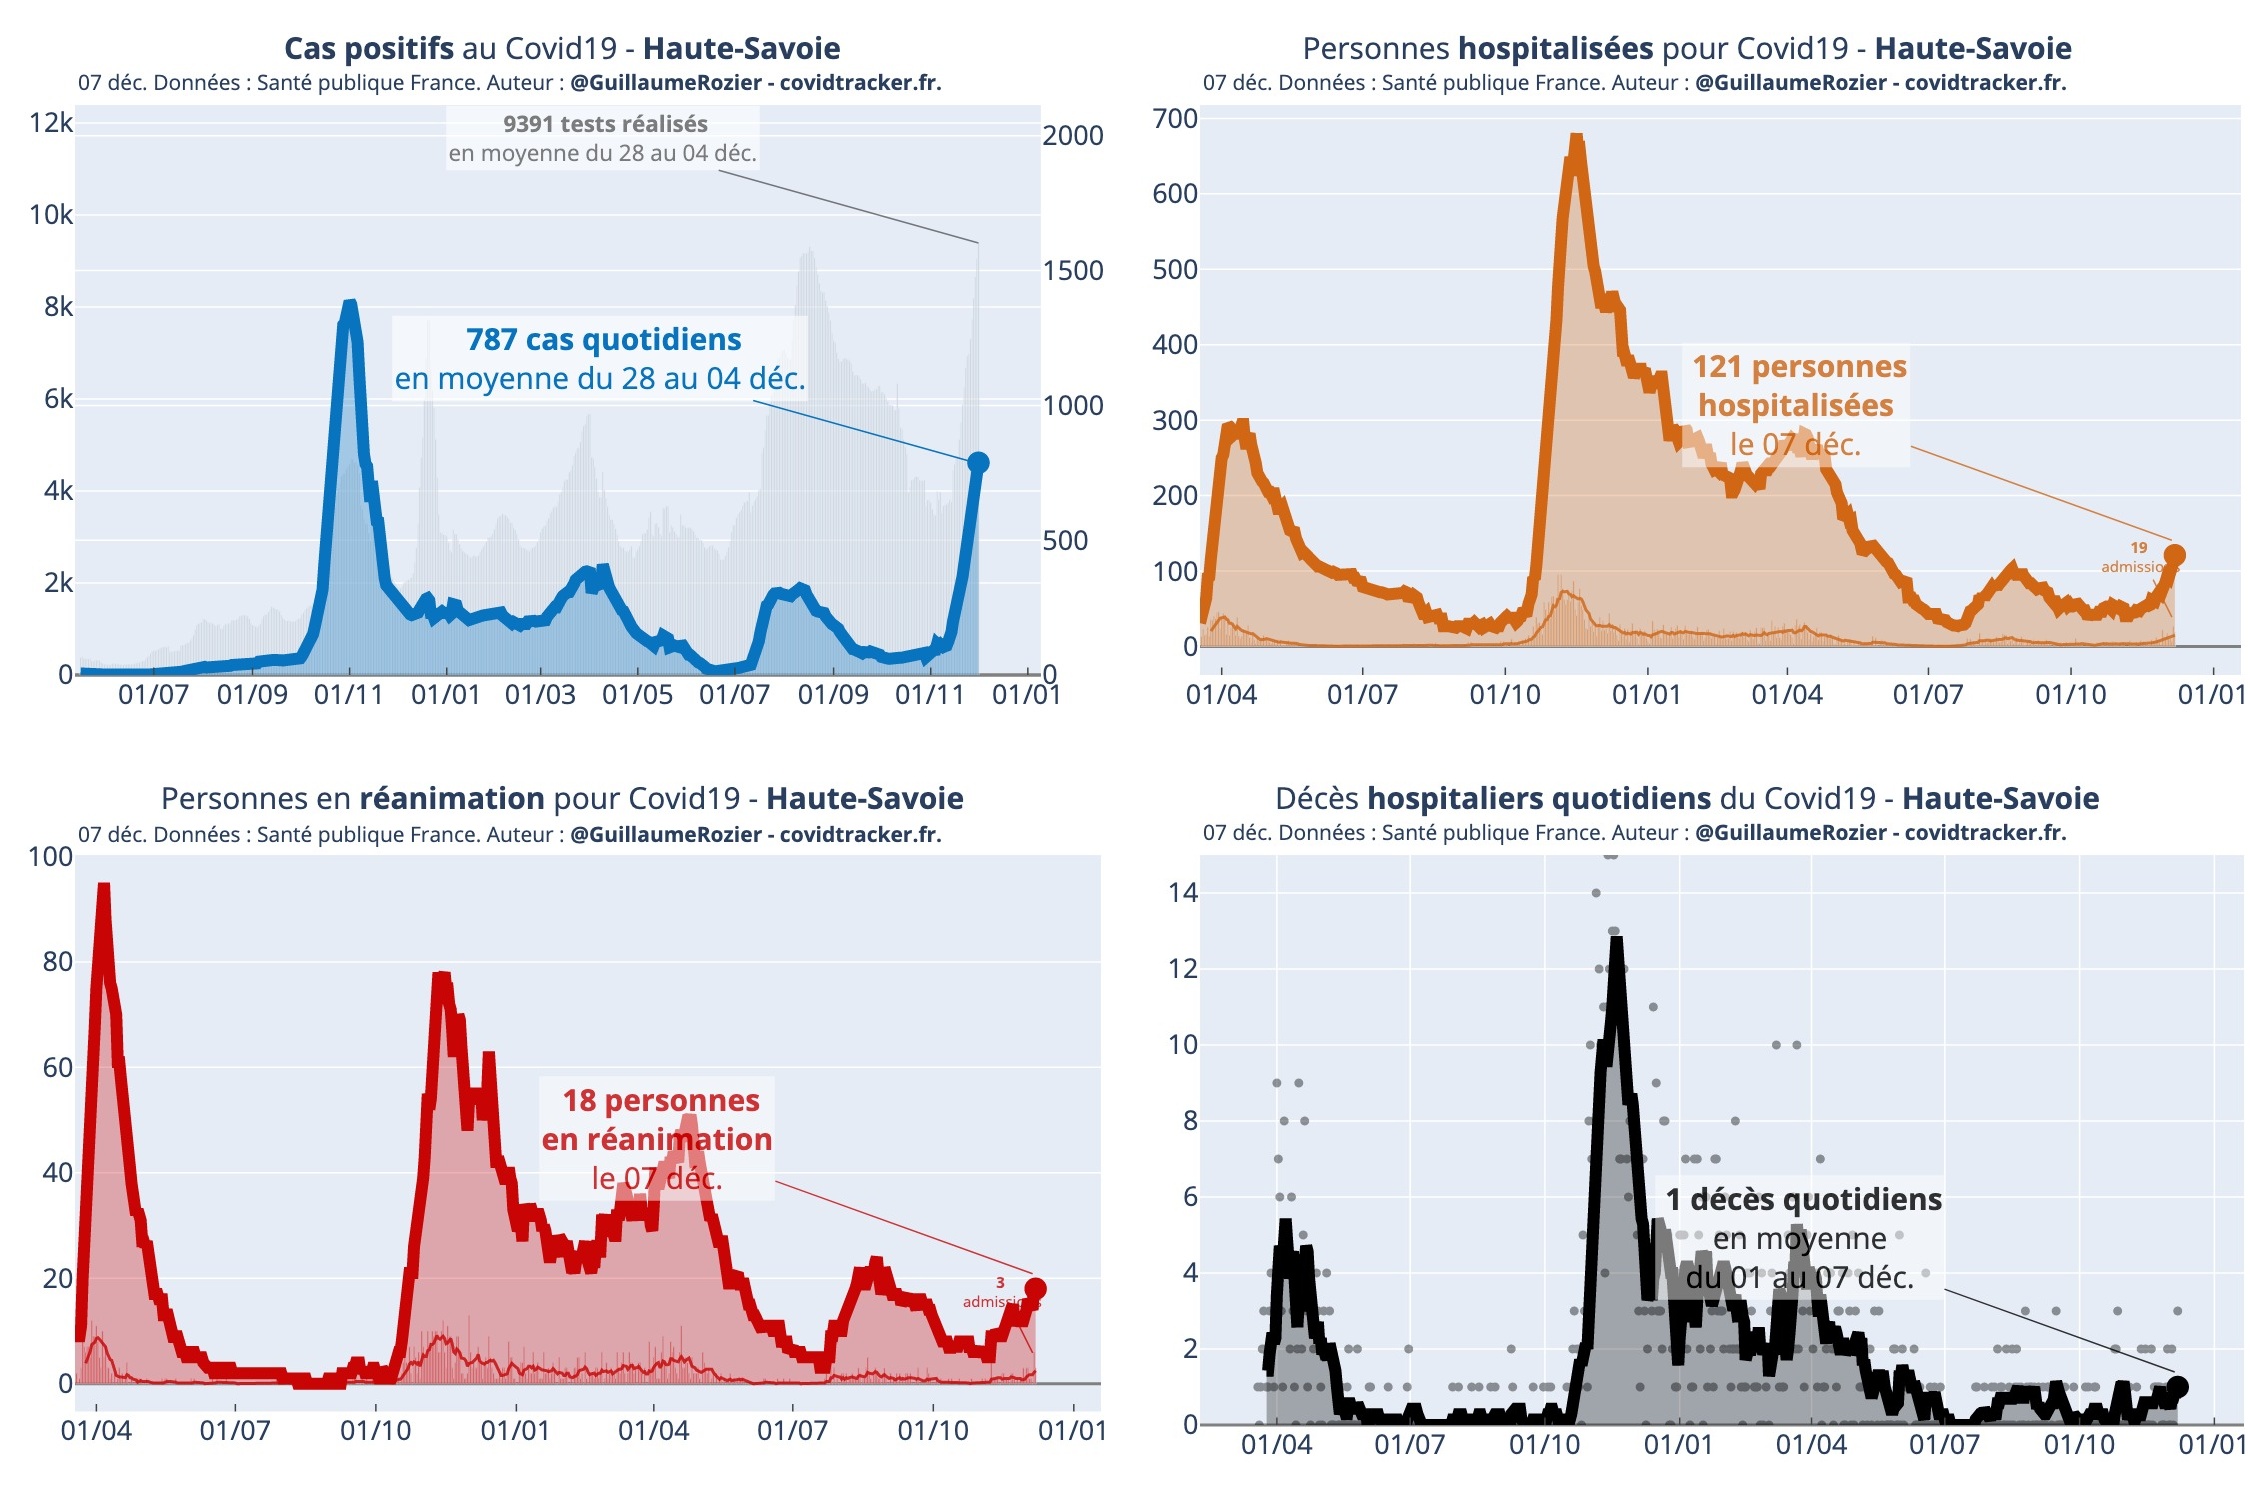 Cas positifs au Covid19 - Haute-Savoie
07 déc. Données : Santé publique France. Auteur : @GuillaumeRozier - covidtracker.fr.
12k
10k
8k
6k
4k
2k
0
2000
1500
1000
500
0
9391 tests réalisés
en moyenne du 28 au 04 déc.
787 cas quotidiens
en moyenne du 28 au 04 déc.
01/07 01/09 01/11 01/01 01/03 01/05 01/07 01/09 01/11 01/01
Personnes hospitalisées pour Covid19 - Haute-Savoie
07 déc. Données : Santé publique France. Auteur : @GuillaumeRozier - covidtracker.fr.
700
600
500
400
300
200
100
0
121 personnes
hospitalisées
le 07 déc.
19
admissions
01/04 01/07 01/10 01/01 01/04 01/07 01/10 01/01
Personnes en réanimation pour Covid19 - Haute-Savoie
07 déc. Données : Santé publique France. Auteur : @GuillaumeRozier - covidtracker.fr.
100
80
60
40
20
0
18 personnes
en réanimation
le 07 déc.
3
admissions
01/04 01/07 01/10 01/01 01/04 01/07 01/10 01/01
Décès hospitaliers quotidiens du Covid19 - Haute-Savoie
07 déc. Données : Santé publique France. Auteur : @GuillaumeRozier - covidtracker.fr.
14
12
10
8
6
4
2
0
1 décès quotidiens
en moyenne
du 01 au 07 déc.
01/04 01/07 01/10 01/01 01/04 01/07 01/10 01/01